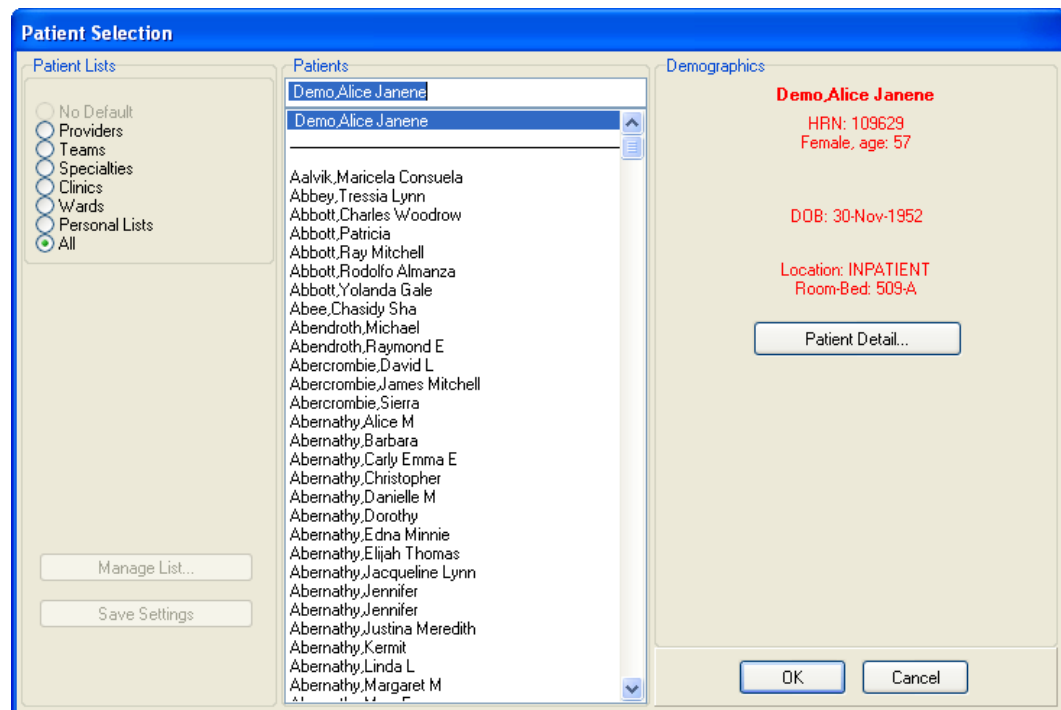 Patient Selection
Patient Lists
No Default
Providers
Teams
Specialties
Clinics
Wards
Personal Lists
All
Manage List...
Save Settings
Patients
Demo,Alice Janene
Demo,Alice Janene
Aalvik,Maricela Consuela
Abbey,Tressia Lynn
Abbott,Charles Woodrow
Abbott,Patricia
Abbott,Ray Mitchell
Abbott,Rodolfo Almanza
Abbott,Yolanda Gale
Abee,Chasidy Sha
Abendroth,Michael
Abendroth,Raymond E
Abercrombie,David L
Abercrombie,James Mitchell
Abercrombie,Sierra
Abernathy,Alice M
Abernathy,Barbara
Abernathy,Carly Emma E
Abernathy,Christopher
Abernathy,Danielle M
Abernathy,Dorothy
Abernathy,Edna Minnie
Abernathy,Elijah Thomas
Abernathy,Jacqueline Lynn
Abernathy,Jennifer
Abernathy,Jennifer
Abernathy,Justina Meredith
Abernathy,Kermit
Abernathy,Linda L
Abernathy,Margaret M
Demographics
Demo,Alice Janene
HRN: 109629
Female, age: 57
DOB: 30-Nov-1952
Location: INPATIENT
Room-Bed: 509-A
Patient Detail...
OK
Cancel